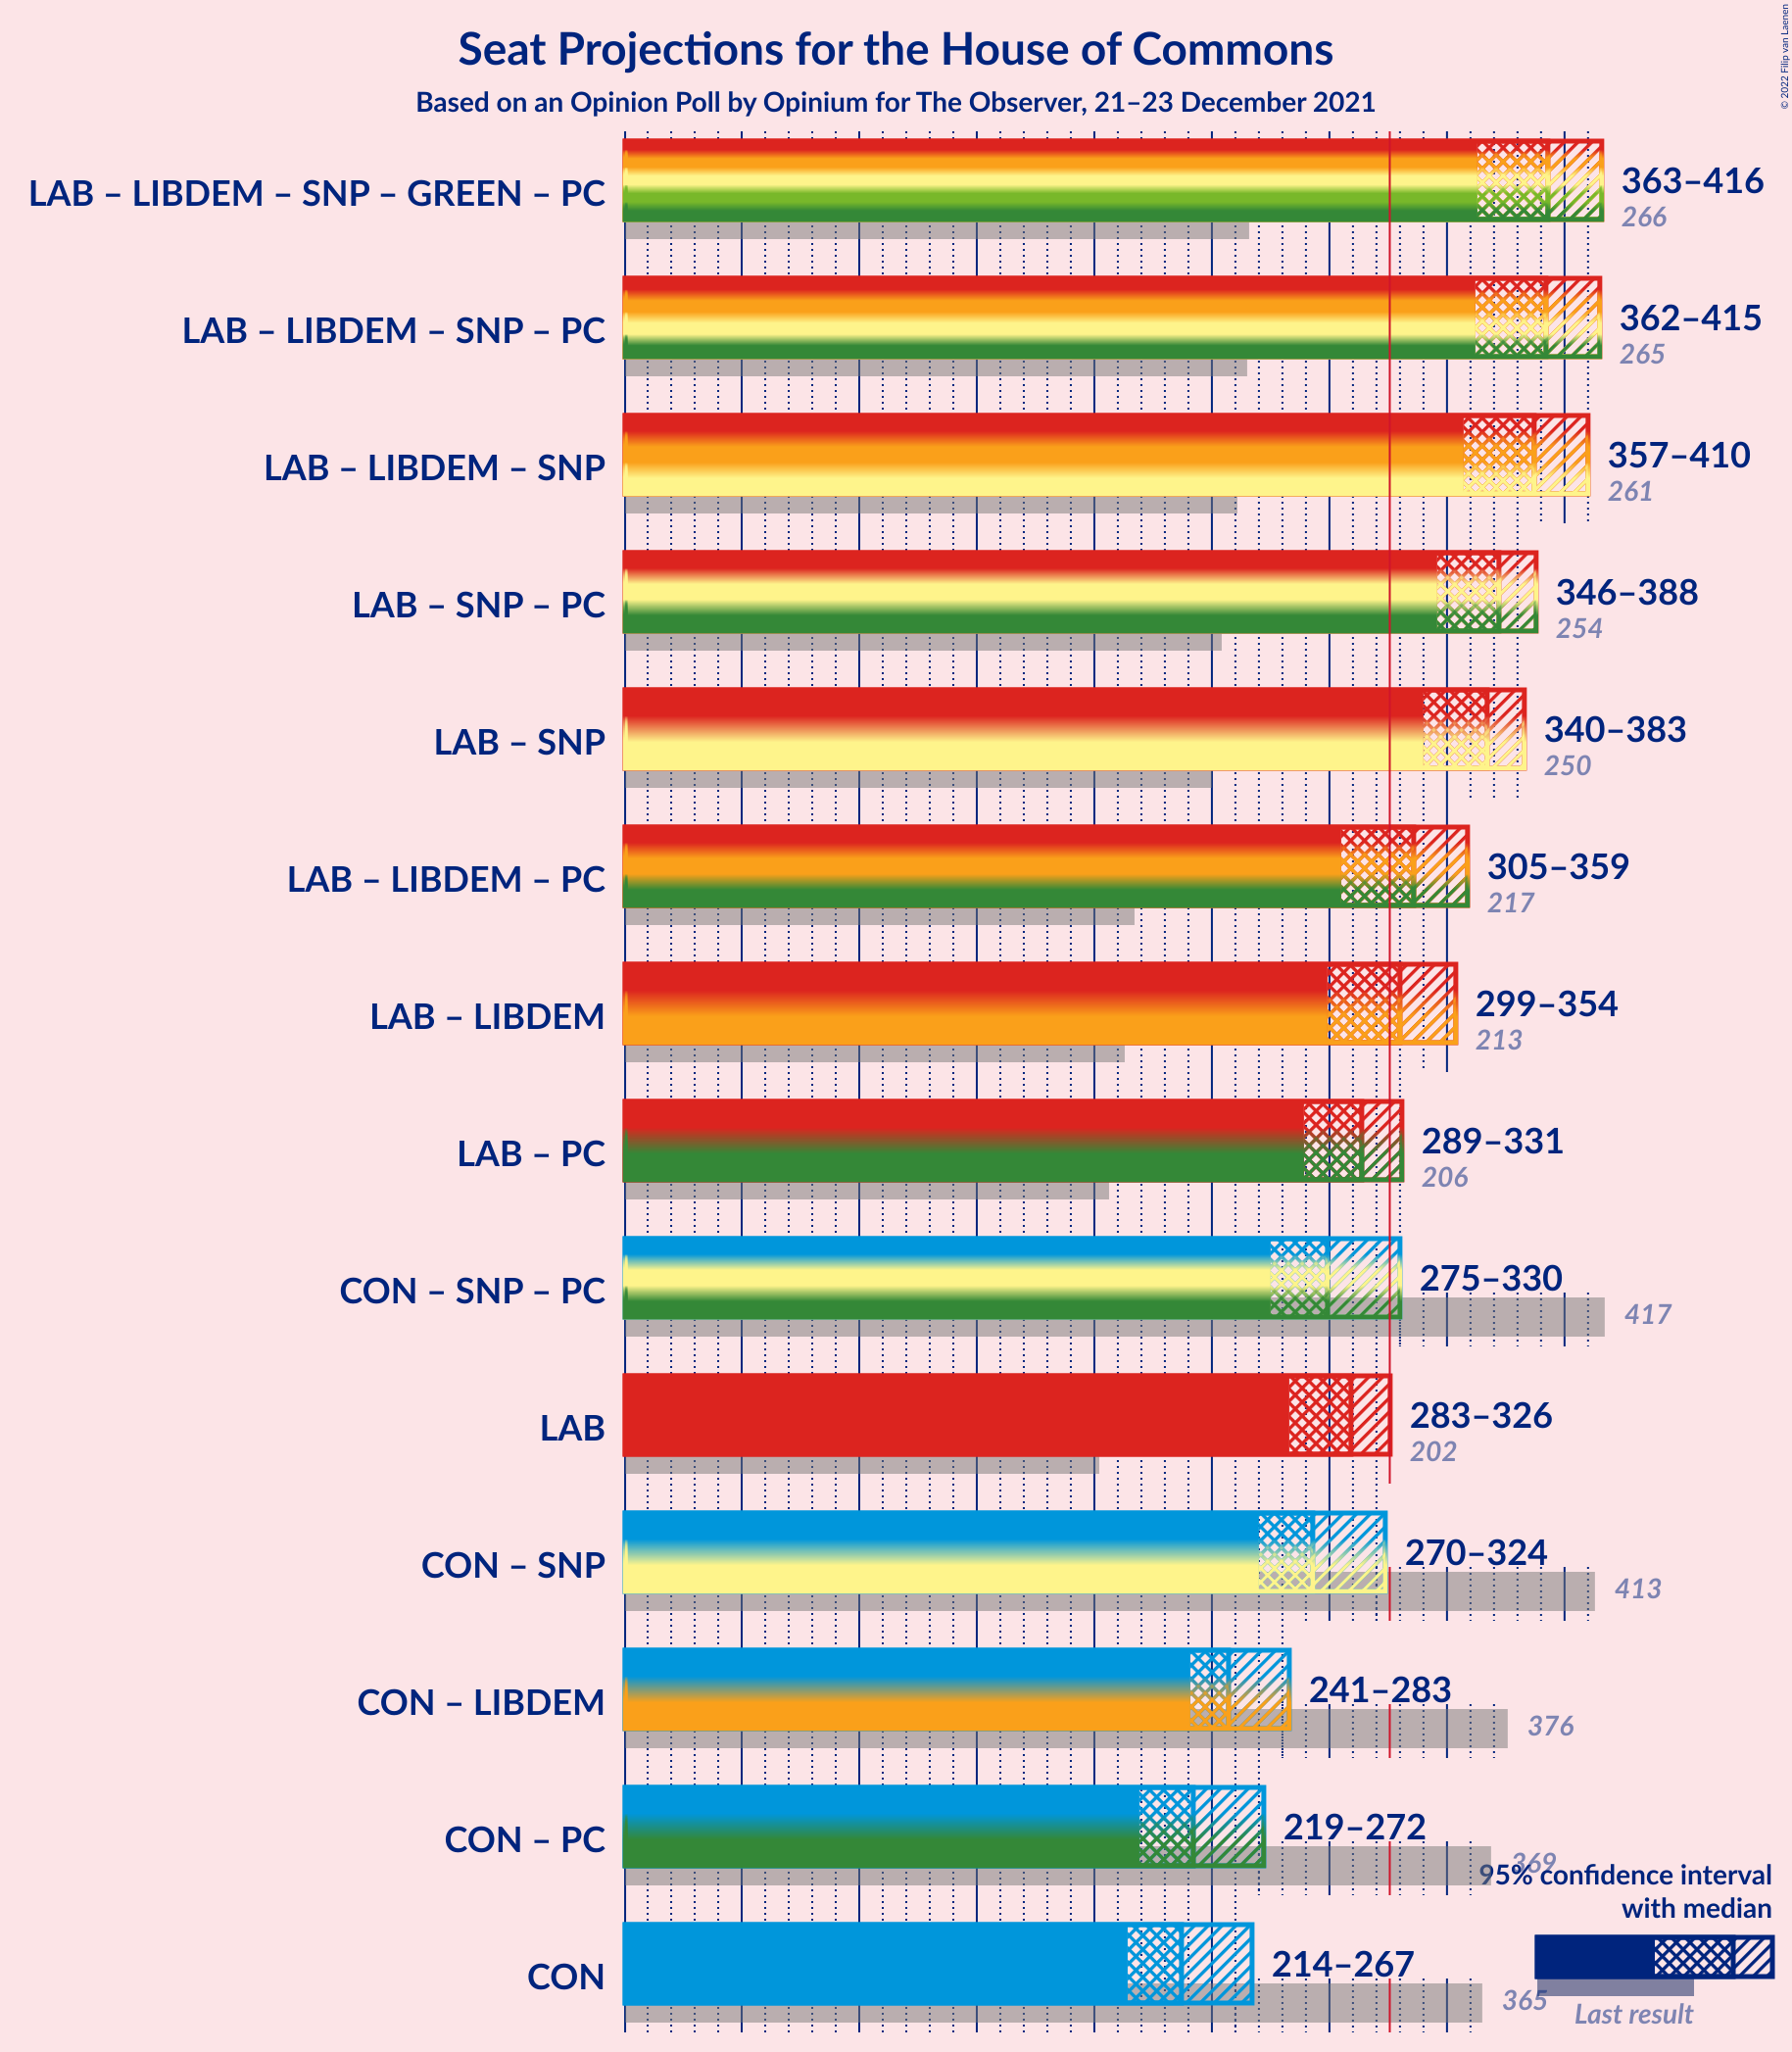 Seat Projections for the House of Commons
Based on an Opinion Poll by Opinium for The Observer, 21–23 December 2021
© 2022 Filip van Laenen
LAB – LIBDEM – SNP – GREEN – PC
363–416
266
LAB – LIBDEM – SNP – PC
362–415
265
LAB – LIBDEM – SNP
357–410
261
LAB – SNP – PC
346–388
254
LAB – SNP
340–383
250
LAB – LIBDEM – PC
305–359
217
LAB – LIBDEM
299–354
213
LAB – PC
289–331
206
CON – SNP – PC
275–330
417
LAB
283–326
202
CON – SNP
270–324
413
CON – LIBDEM
241–283
376
CON – PC
219–272
369
CON
214–267
365
95% confidence interval
with median
Last result